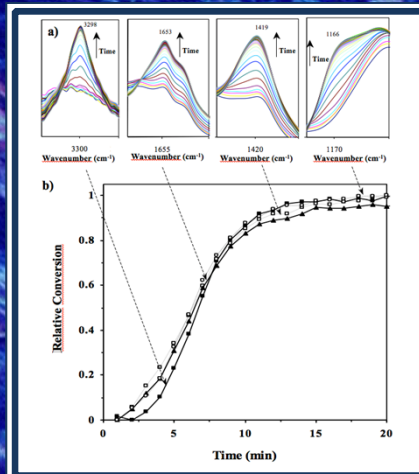 a)
3298
Time
1653
Time
1419
Time
1166
Time
3300
Wavenumber (cm⁻¹)
1655
Wavenumber (cm⁻¹)
1420
Wavenumber (cm⁻¹)
1170
Wavenumber (cm⁻¹)
b)
Relative Conversion
1
0.8
0.6
0.4
0.2
0
0
5
10
15
20
Time (min)